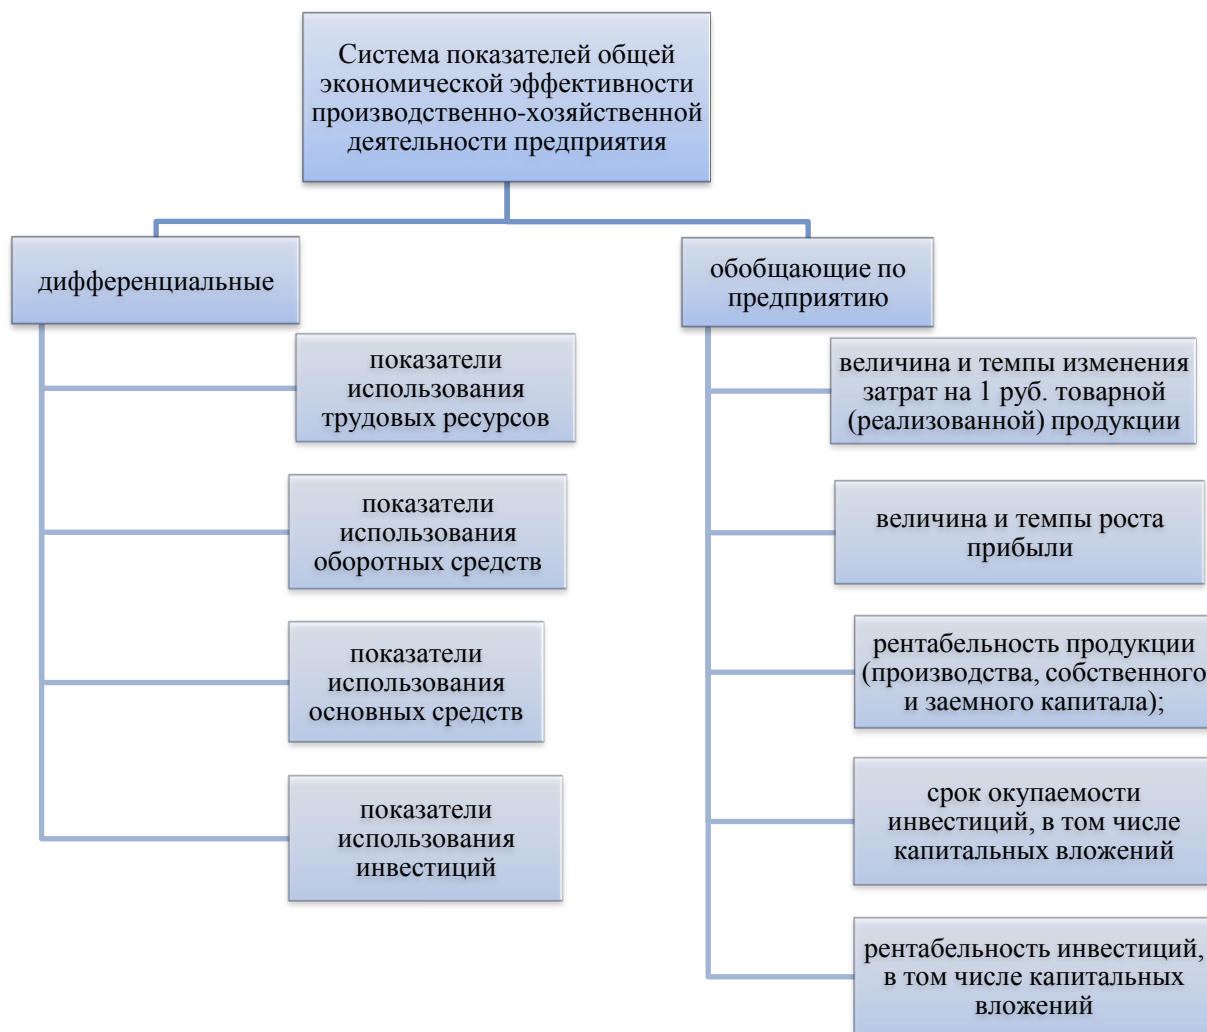 Система показателей общей
экономической эффективности
производственно-хозяйственной
деятельности предприятия
дифференциальные
показатели
использования
трудовых ресурсов
показатели
использования
оборотных средств
показатели
использования
основных средств
показатели
использования
инвестиций
обобщающие по
предприятию
величина и темпы изменения
затрат на 1 руб. товарной
(реализованной) продукции
величина и темпы роста
прибыли
рентабельность продукции
(производства, собственного
и заемного капитала);
срок окупаемости
инвестиций, в том числе
капитальных вложений
рентабельность инвестиций,
в том числе капитальных
вложений